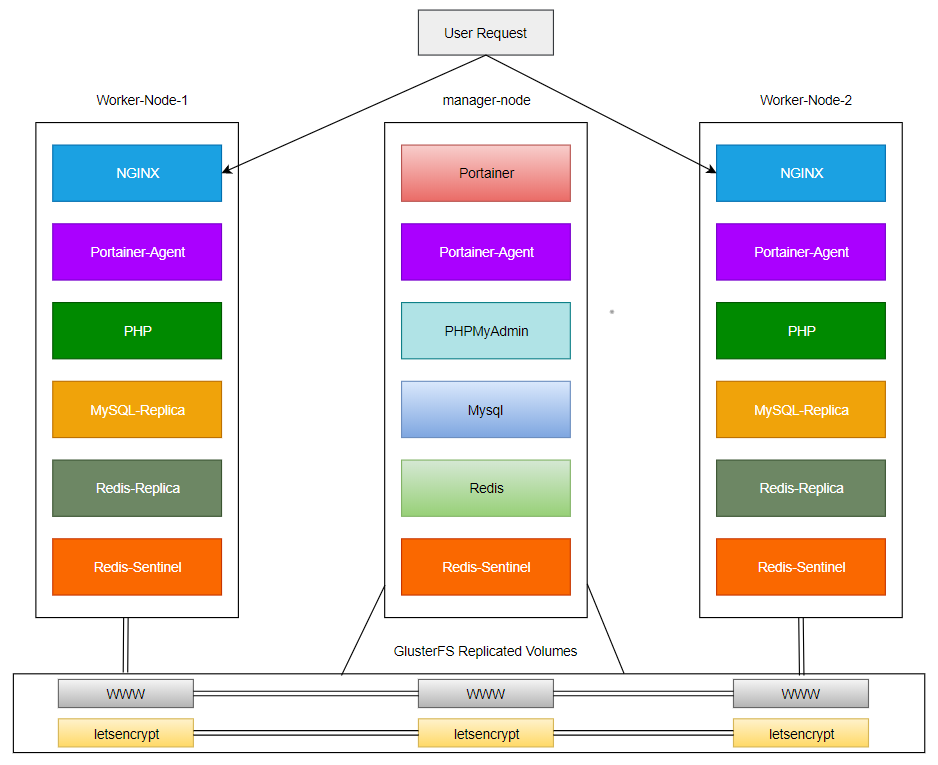 User Request
Worker-Node-1
manager-node
Worker-Node-2
NGINX
Portainer
NGINX
Portainer-Agent
Portainer-Agent
Portainer-Agent
PHP
PHPMyAdmin
PHP
MySQL-Replica
Mysql
MySQL-Replica
Redis-Replica
Redis
Redis-Replica
Redis-Sentinel
Redis-Sentinel
Redis-Sentinel
GlusterFS Replicated Volumes
WWW
WWW
WWW
letsencrypt
letsencrypt
letsencrypt